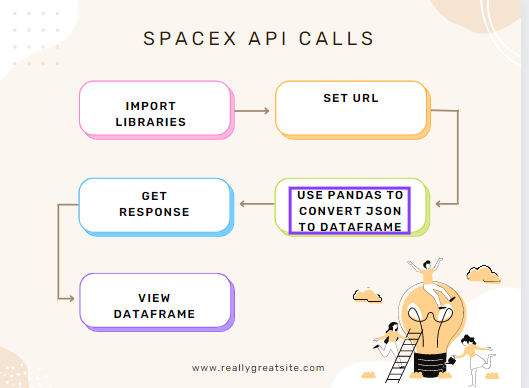 SPACEX API CALLS
IMPORT
LIBRARIES
SET URL
USE PANDAS TO
CONVERT JSON
TO DATAFRAME
GET
RESPONSE
VIEW
DATAFRAME
www.reallygreatsite.com